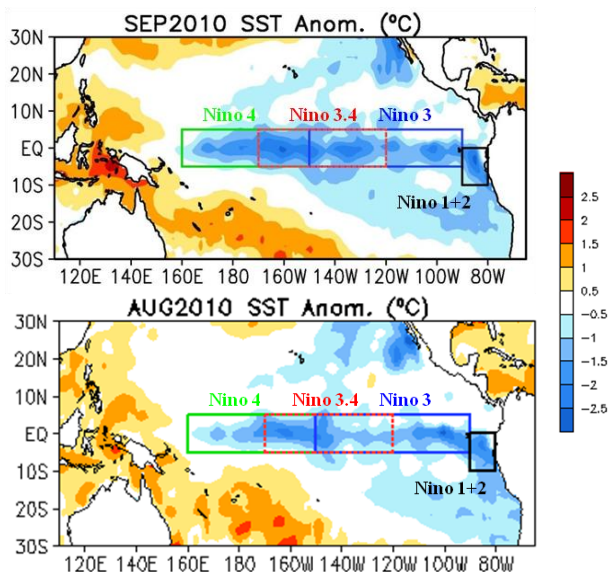 SEP2010 SST Anom. (°C)
30N
20N
10N
EQ
10S
20S
30S
Nino 4
Nino 3.4
Nino 3
Nino 1+2
120E 140E 160E 180 160W 140W 120W 100W 80W
AUG2010 SST Anom. (°C)
30N
20N
10N
EQ
10S
20S
30S
Nino 4
Nino 3.4
Nino 3
Nino 1+2
120E 140E 160E 180 160W 140W 120W 100W 80W
2.5
2
1.5
1
0.5
-0.5
-1
-1.5
-2
-2.5